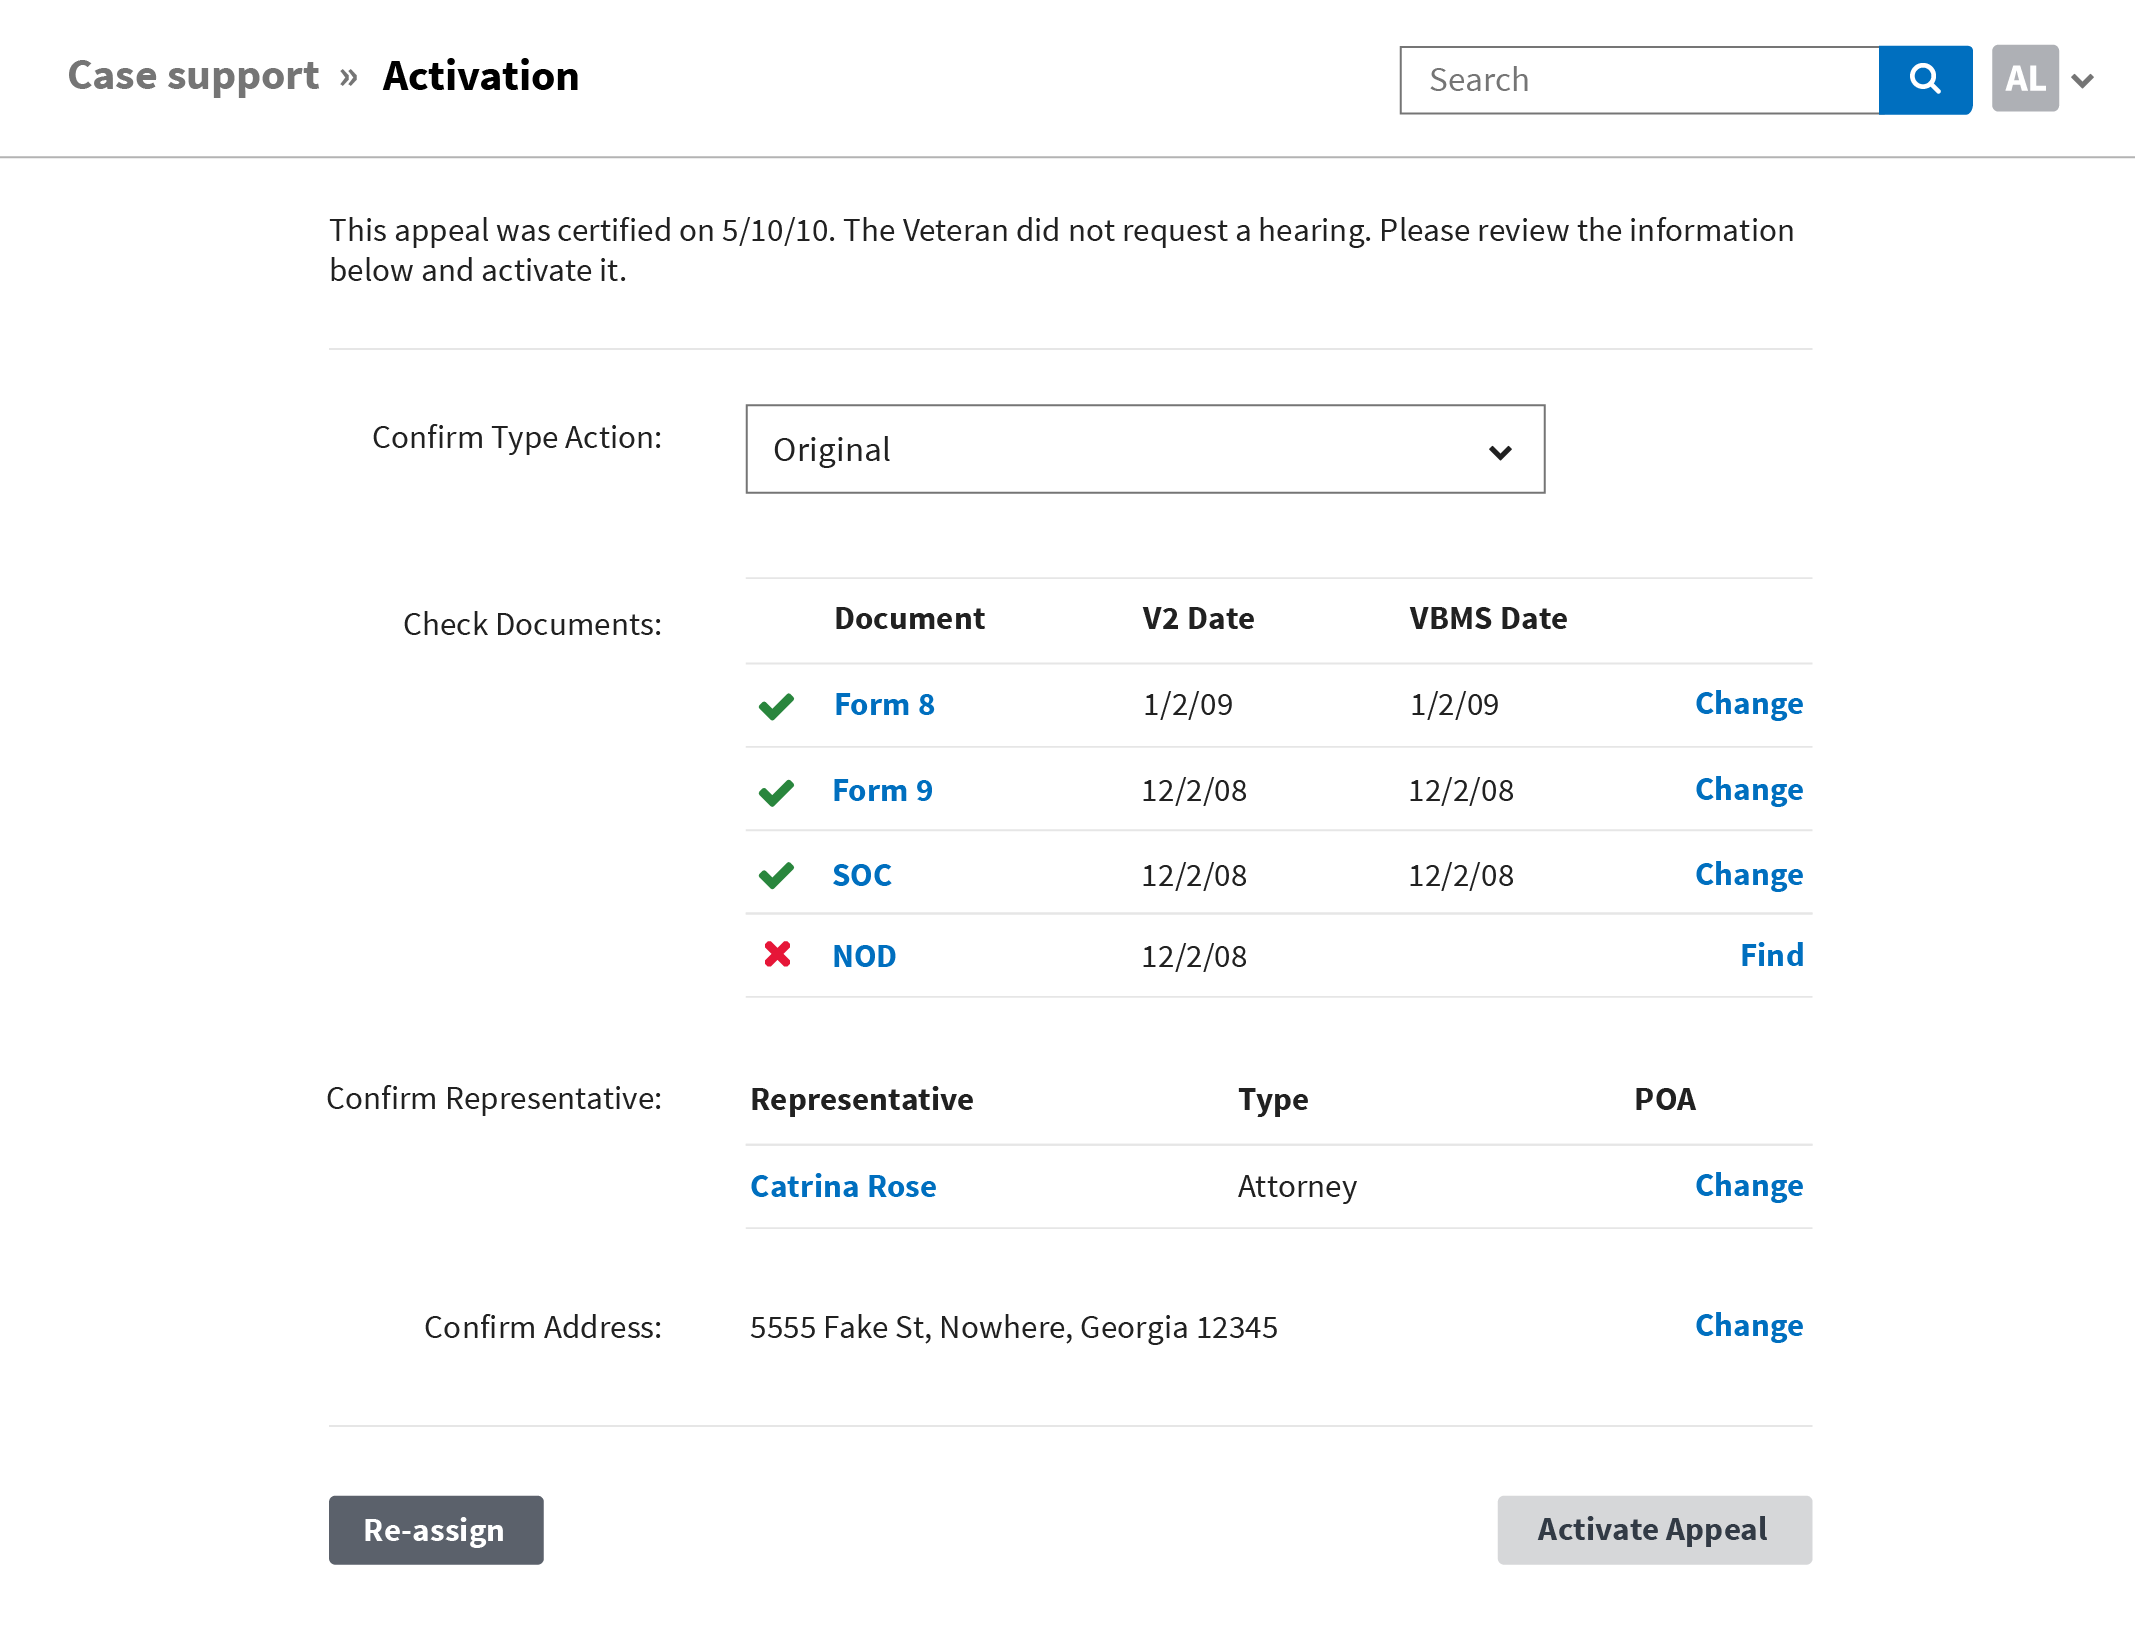 Case support » Activation
Search
AL
This appeal was certified on 5/10/10. The Veteran did not request a hearing. Please review the information
below and activate it.
Confirm Type Action:
Original
Check Documents:
Document V2 Date VBMS Date
Form 8 1/2/09 1/2/09 Change
Form 9 12/2/08 12/2/08 Change
SOC 12/2/08 12/2/08 Change
NOD 12/2/08 Find
Confirm Representative:
Representative Type POA
Catrina Rose Attorney Change
Confirm Address: 5555 Fake St, Nowhere, Georgia 12345 Change
Re-assign
Activate Appeal